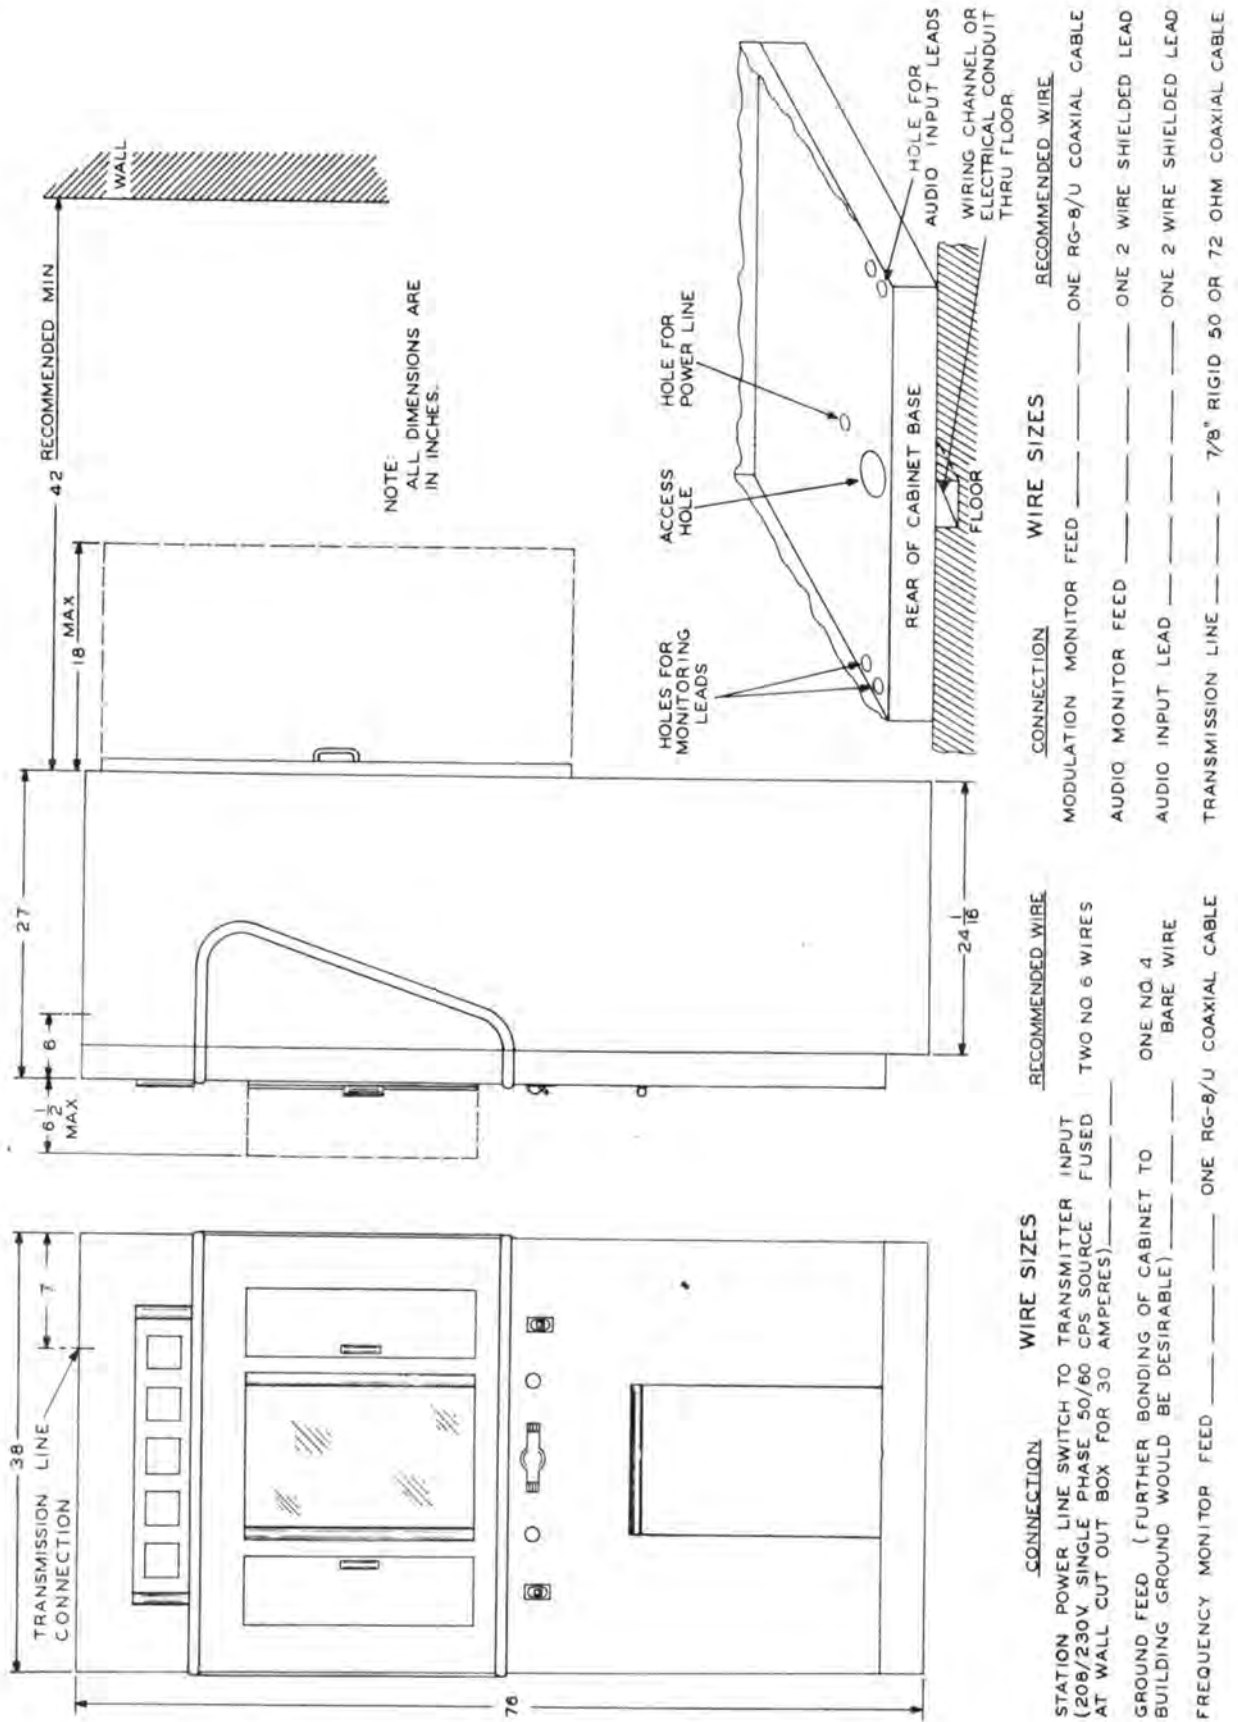 38
TRANSMISSION LINE
CONNECTION
7
76
6 1/2
MAX
6
27
24 1/16
18 MAX
42 RECOMMENDED MIN
WALL
NOTE:
ALL DIMENSIONS ARE
IN INCHES.
HOLES FOR
MONITORING
LEADS
ACCESS
HOLE
HOLE FOR
POWER LINE
HOLE FOR
AUDIO INPUT LEADS
WIRING CHANNEL OR
ELECTRICAL CONDUIT
THRU FLOOR
REAR OF CABINET BASE
FLOOR
WIRE SIZES
CONNECTION RECOMMENDED WIRE
STATION POWER LINE SWITCH TO TRANSMITTER INPUT
(208/230V SINGLE PHASE 50/60 CPS SOURCE FUSED TWO NO. 6 WIRES
AT WALL CUT OUT BOX FOR 30 AMPERES)
GROUND FEED (FURTHER BONDING OF CABINET TO ONE NO. 4
BUILDING GROUND WOULD BE DESIRABLE) BARE WIRE
FREQUENCY MONITOR FEED ONE RG-8/U COAXIAL CABLE
WIRE SIZES
CONNECTION RECOMMENDED WIRE
MODULATION MONITOR FEED ONE RG-8/U COAXIAL CABLE
AUDIO MONITOR FEED ONE 2 WIRE SHIELDED LEAD
AUDIO INPUT LEAD ONE 2 WIRE SHIELDED LEAD
TRANSMISSION LINE 7/8" RIGID 50 OR 72 OHM COAXIAL CABLE